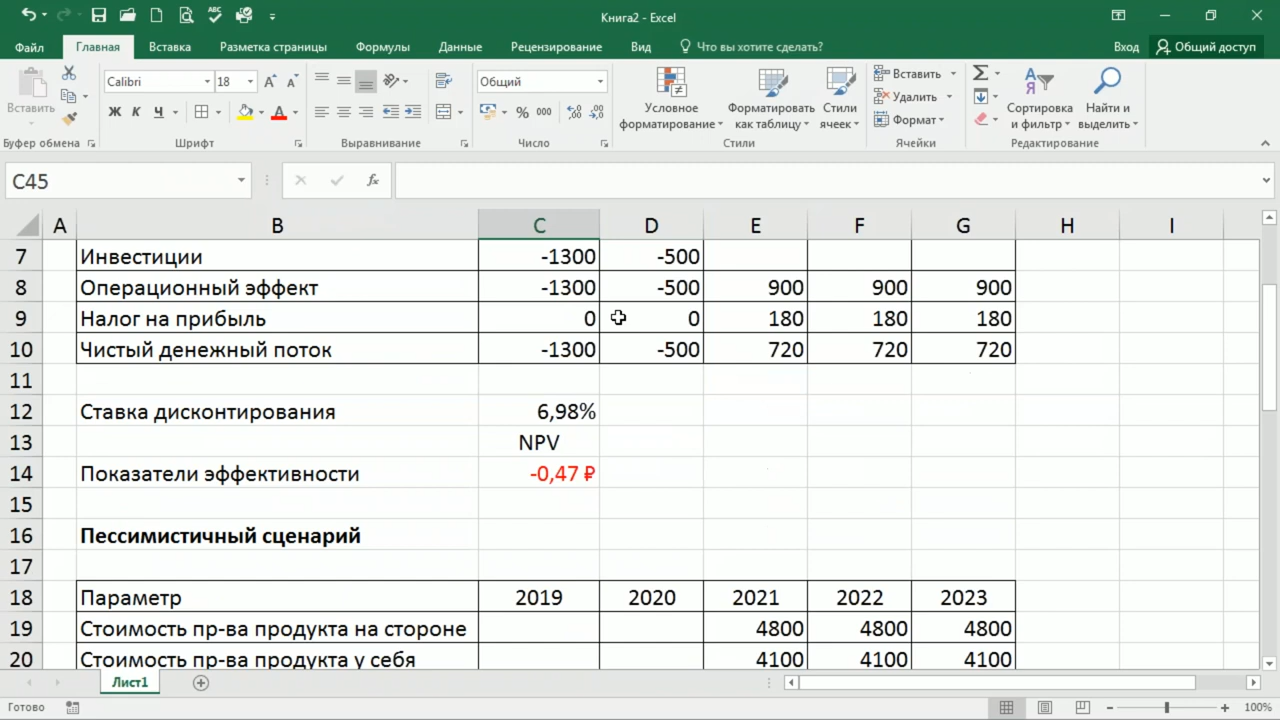 Книга2 - Excel
Файл Главная Вставка Разметка страницы Формулы Данные Рецензирование Вид Что вы хотите сделать? Вход Общий доступ
Вставить
Буфер обмена
Calibri 18
Ж К Ч А
Шрифт
Выравнивание
Общий
% 000
Число
Условное форматирование
Форматировать как таблицу
Стили ячеек
Стили
Вставить
Удалить
Формат
Ячейки
Сортировка и фильтр
Найти и выделить
Редактирование
C45 fx
A B C D E F G H I
7 Инвестиции -1300 -500
8 Операционный эффект -1300 -500 900 900 900
9 Налог на прибыль 0 0 180 180 180
10 Чистый денежный поток -1300 -500 720 720 720
11
12 Ставка дисконтирования 6,98%
13 NPV
14 Показатели эффективности -0,47 ₽
15
16 Пессимистичный сценарий
17
18 Параметр 2019 2020 2021 2022 2023
19 Стоимость пр-ва продукта на стороне 4800 4800 4800
20 Стоимость пр-ва продукта у себя 4100 4100 4100
Лист1
Готово 100%